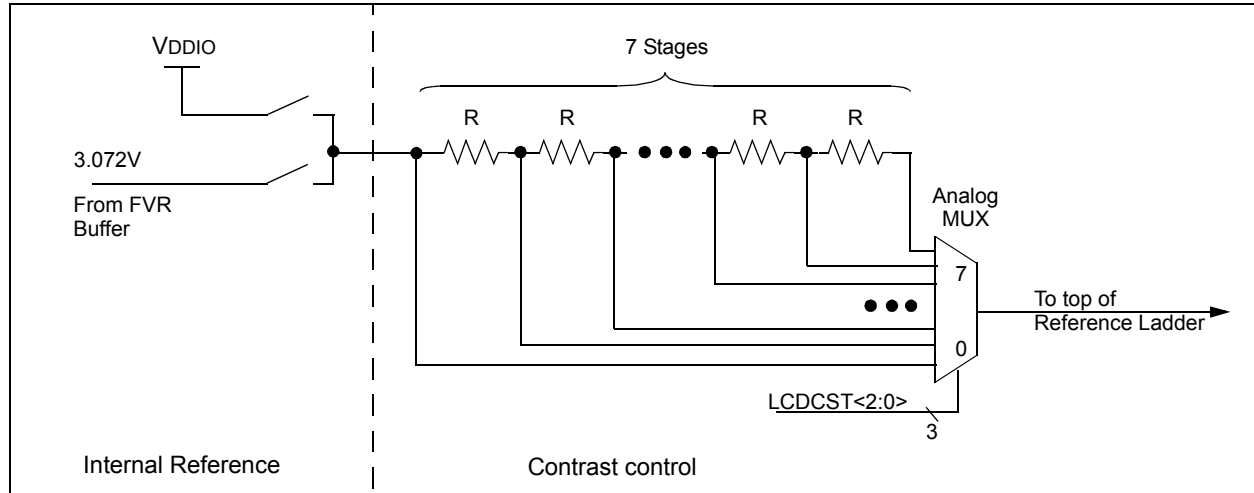 VDDIO
7 Stages
R
R
R
R
3.072V
From FVR
Buffer
Analog
MUX
7
0
To top of
Reference Ladder
LCDCST<2:0>
3
Internal Reference
Contrast control